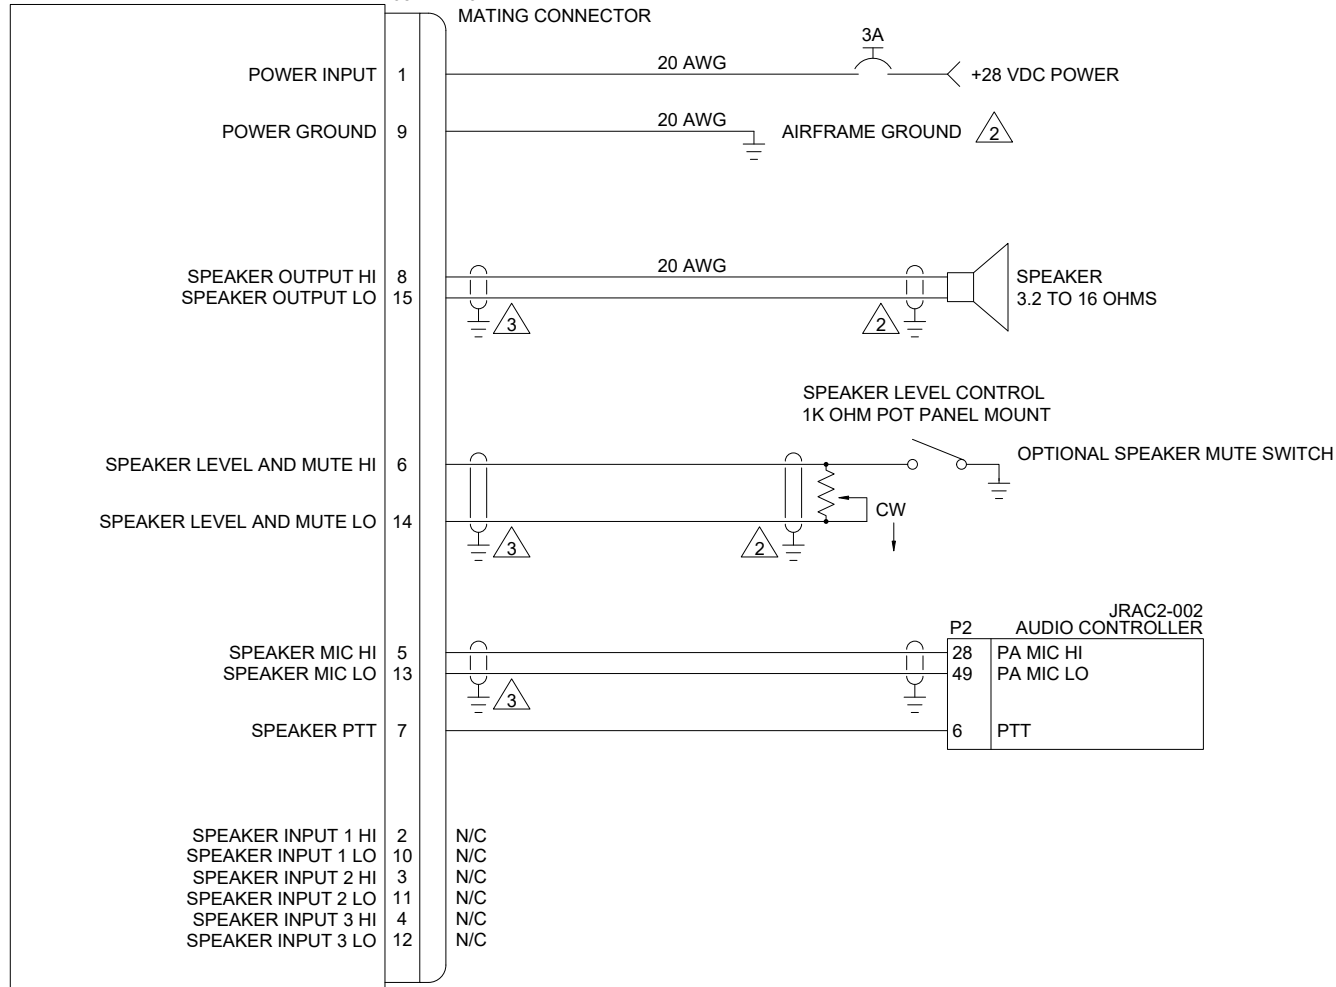 MATING CONNECTOR
3A
POWER INPUT 1 20 AWG +28 VDC POWER
POWER GROUND 9 20 AWG AIRFRAME GROUND 2
SPEAKER OUTPUT HI 8 20 AWG SPEAKER
SPEAKER OUTPUT LO 15 3.2 TO 16 OHMS
3 2
SPEAKER LEVEL CONTROL
1K OHM POT PANEL MOUNT
OPTIONAL SPEAKER MUTE SWITCH
SPEAKER LEVEL AND MUTE HI 6
CW
SPEAKER LEVEL AND MUTE LO 14
3 2
JRAC2-002
P2 AUDIO CONTROLLER
SPEAKER MIC HI 5 28 PA MIC HI
SPEAKER MIC LO 13 49 PA MIC LO
3
SPEAKER PTT 7 6 PTT
SPEAKER INPUT 1 HI 2 N/C
SPEAKER INPUT 1 LO 10 N/C
SPEAKER INPUT 2 HI 3 N/C
SPEAKER INPUT 2 LO 11 N/C
SPEAKER INPUT 3 HI 4 N/C
SPEAKER INPUT 3 LO 12 N/C